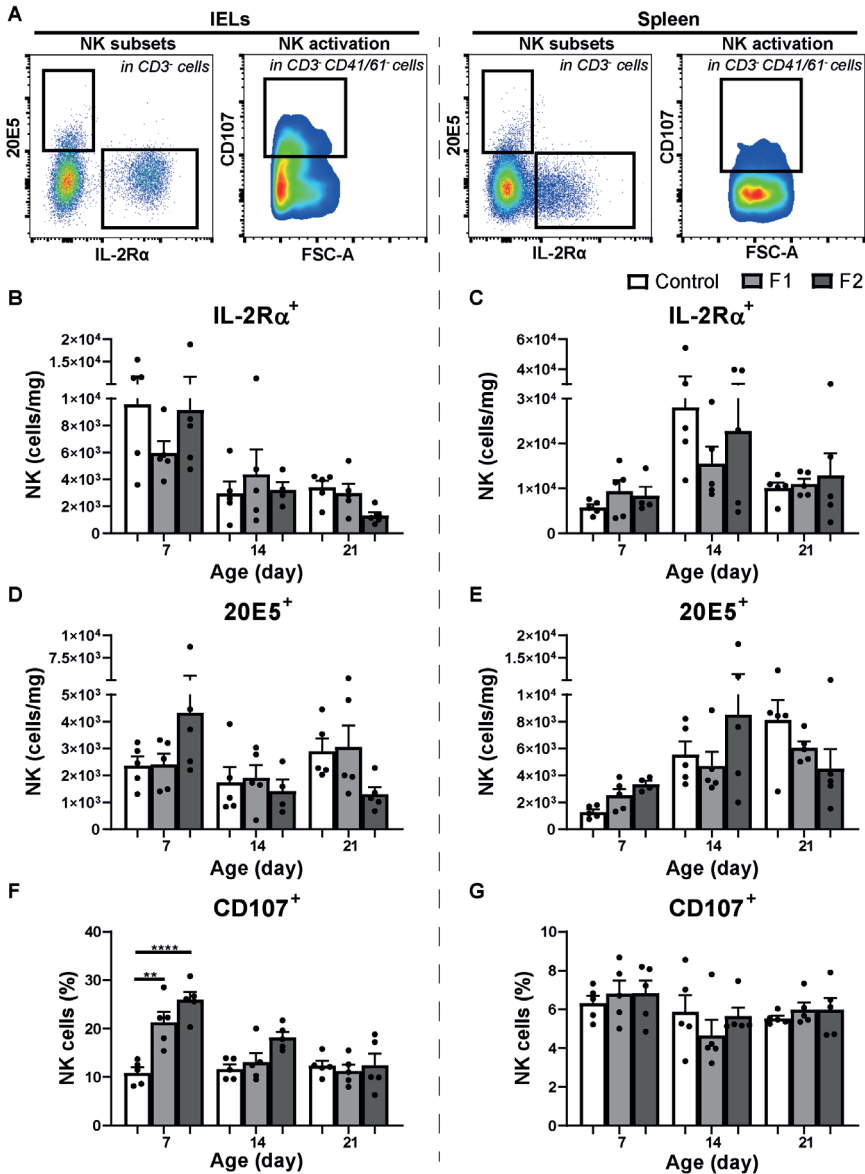 A
IELs
Spleen
NK subsets
NK activation
NK subsets
NK activation
in CD3- cells
in CD3- CD41/61- cells
in CD3- cells
in CD3- CD41/61- cells
20E5
CD107
20E5
CD107
IL-2Rα
FSC-A
IL-2Rα
FSC-A
Control F1 F2
B
IL-2Rα+
NK (cells/mg)
2×10⁴
1.5×10⁴
1×10⁴
8×10³
6×10³
4×10³
2×10³
0
7 14 21
Age (day)
C
IL-2Rα+
NK (cells/mg)
6×10⁴
4×10⁴
3×10⁴
2×10⁴
1×10⁴
0
7 14 21
Age (day)
D
20E5+
NK (cells/mg)
1×10⁴
7.5×10³
5×10³
4×10³
3×10³
2×10³
1×10³
0
7 14 21
Age (day)
E
20E5+
NK (cells/mg)
2×10⁴
1.5×10⁴
1×10⁴
8×10³
6×10³
4×10³
2×10³
0
7 14 21
Age (day)
F
CD107+
NK cells (%)
40
30
20
10
0
****
**
7 14 21
Age (day)
G
CD107+
NK cells (%)
10
8
6
4
2
0
7 14 21
Age (day)